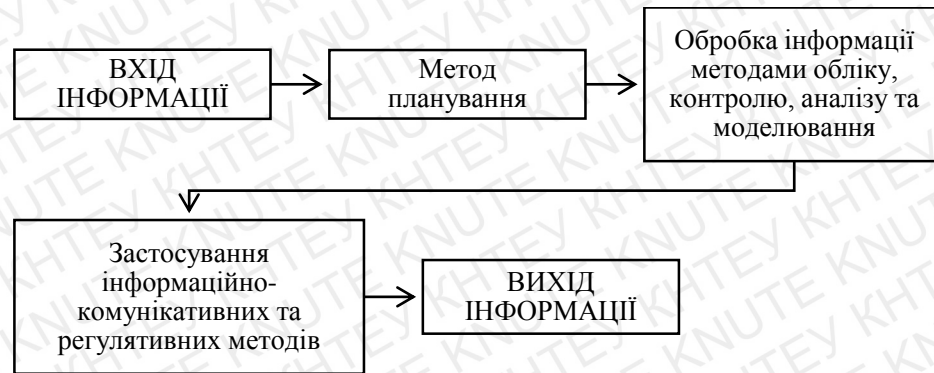 ВХІД
ІНФОРМАЦІЇ
Метод
планування
Обробка інформації
методами обліку,
контролю, аналізу та
моделювання
Застосування
інформаційно-
комунікативних та
регулятивних методів
ВИХІД
ІНФОРМАЦІЇ